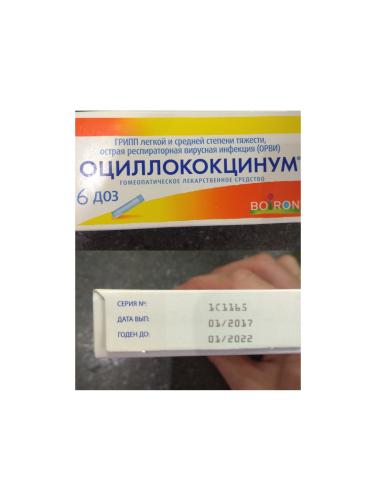 ГРИПП легкой и средней степени тяжести,
острая респираторная вирусная инфекция (ОРВИ)
ОЦИЛЛОКОКЦИНУМ®
ГОМЕОПАТИЧЕСКОЕ ЛЕКАРСТВЕННОЕ СРЕДСТВО
6 ДОЗ
BOIRON
СЕРИЯ №: 1C1165
ДАТА ВЫП: 01/2017
ГОДЕН ДО: 01/2022